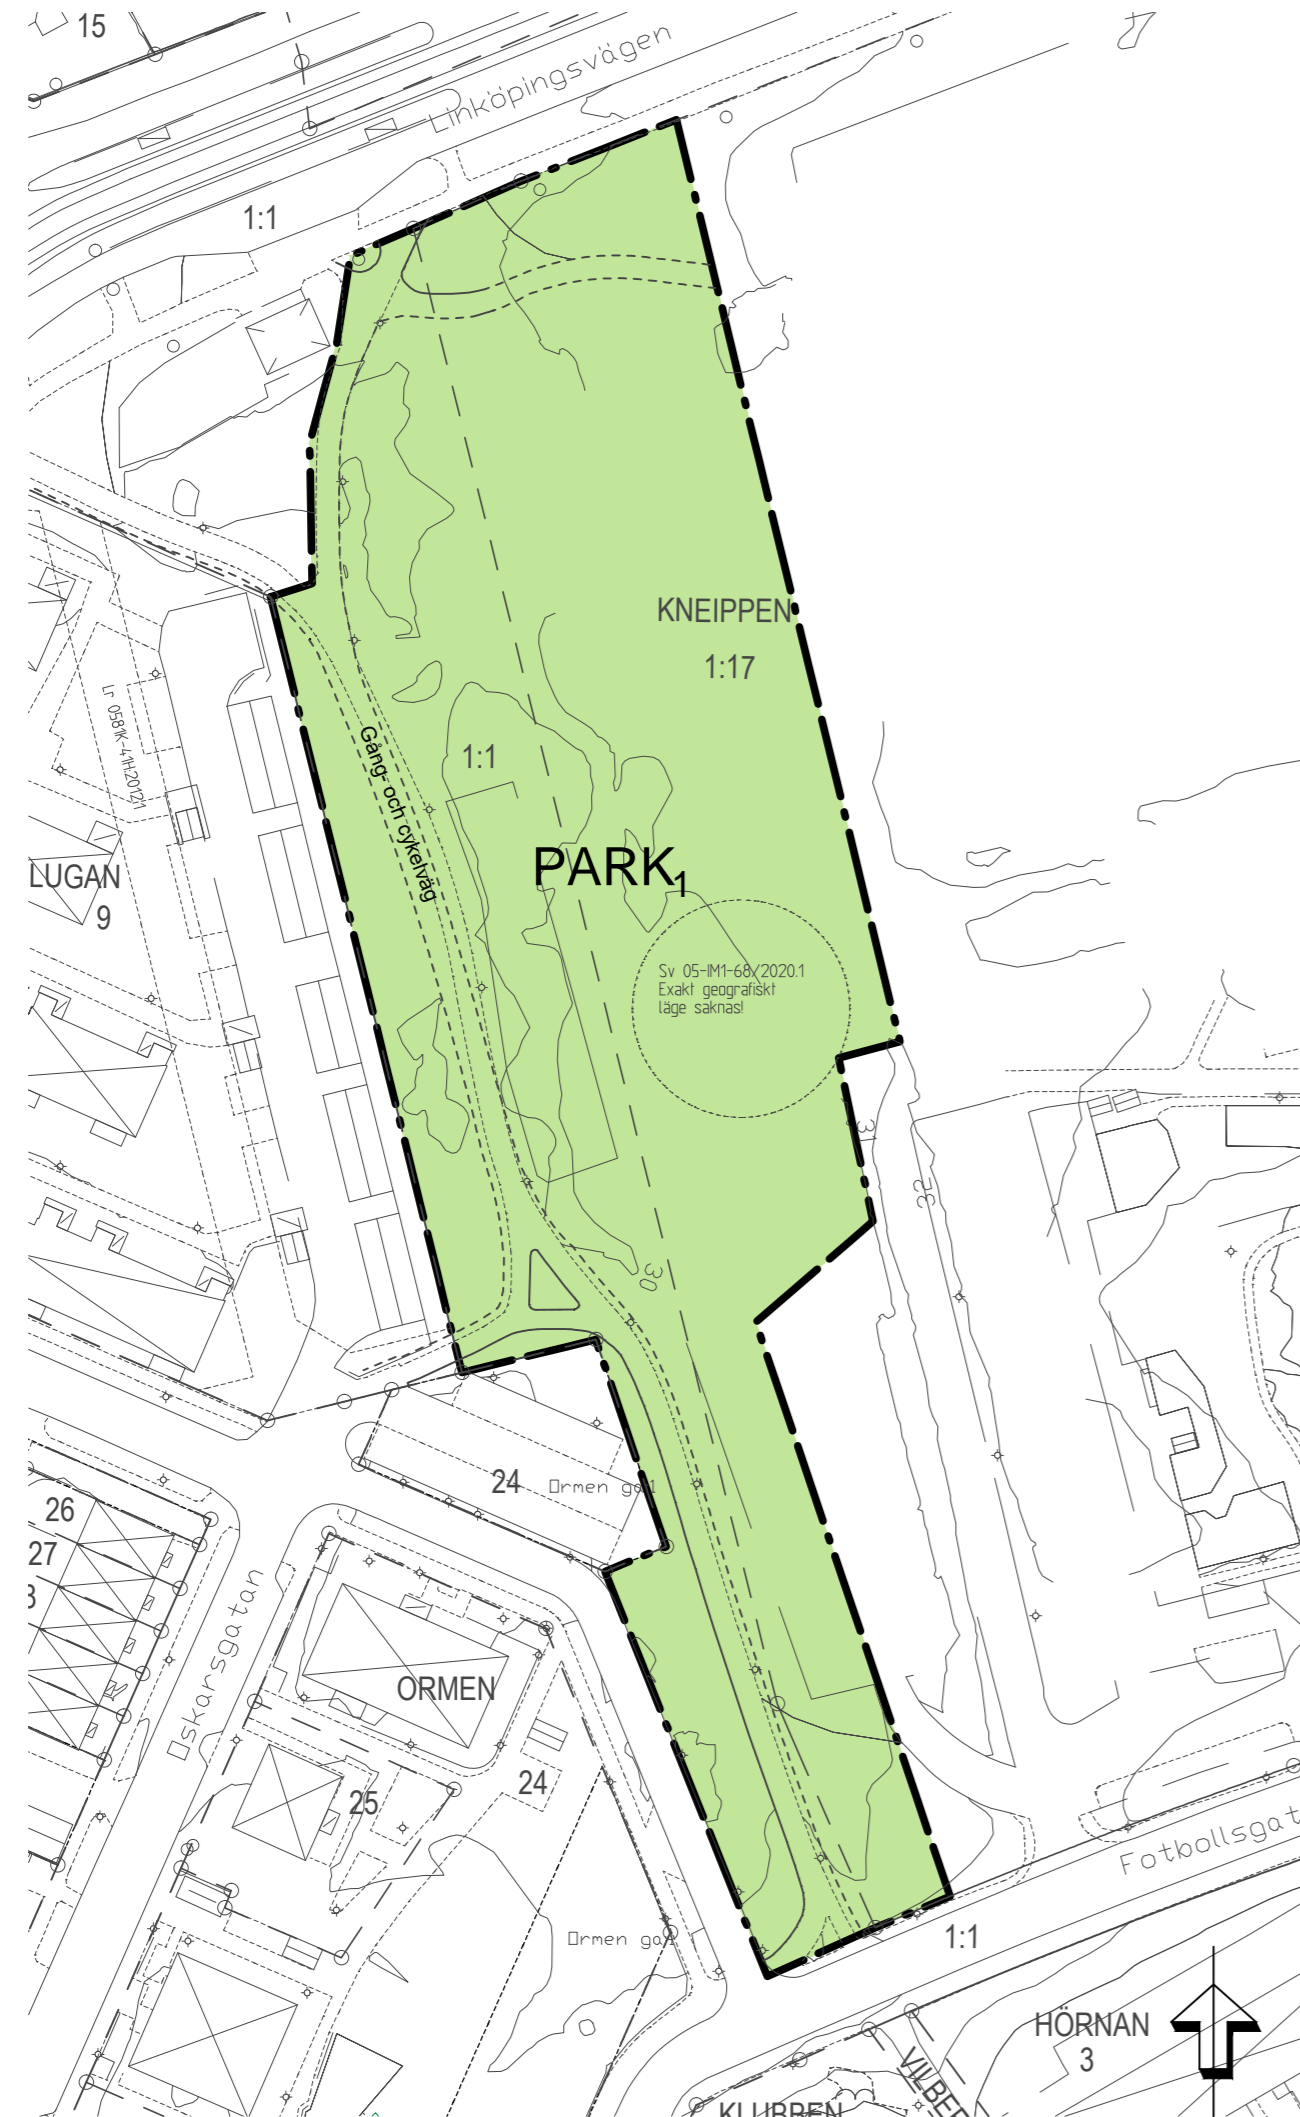 15
Linköpingsvägen
1:1
KNEIPPEN
1:17
Lr 0581K-41H2012.1
Gång- och cykelväg
1:1
PARK1
LUGAN
9
Sv 05-IM1-68/2020.1
Exakt geografiskt
läge saknas!
31
32
30
24
Ormen ga:1
26
27
Oskarsgatan
ORMEN
25
24
Fotbollsgat
Ormen ga
1:1
HÖRNAN
3
VILBER
KLUBBEN